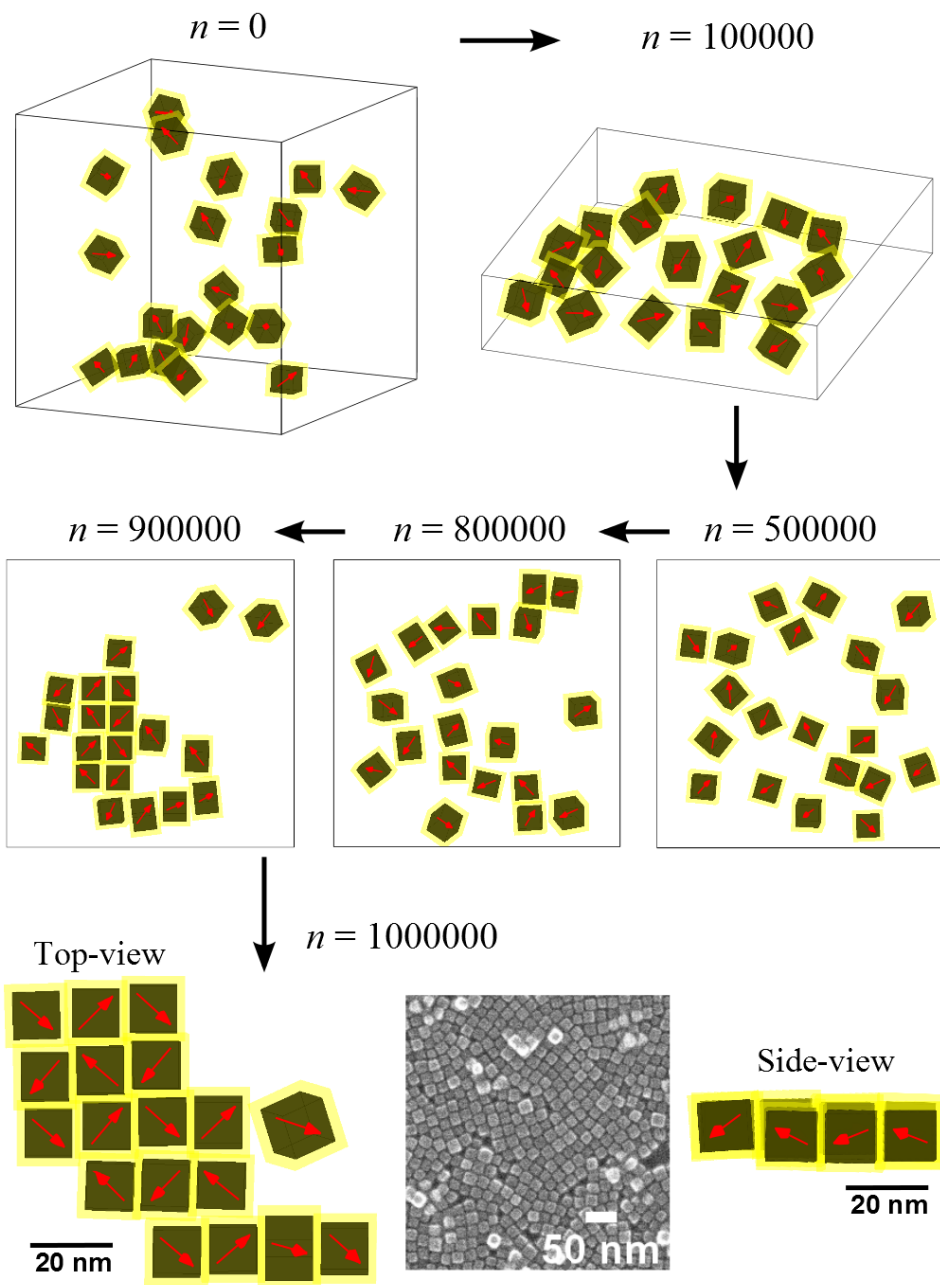 n = 0
n = 100000
n = 900000
n = 800000
n = 500000
n = 1000000
Top-view
Side-view
20 nm
50 nm
20 nm